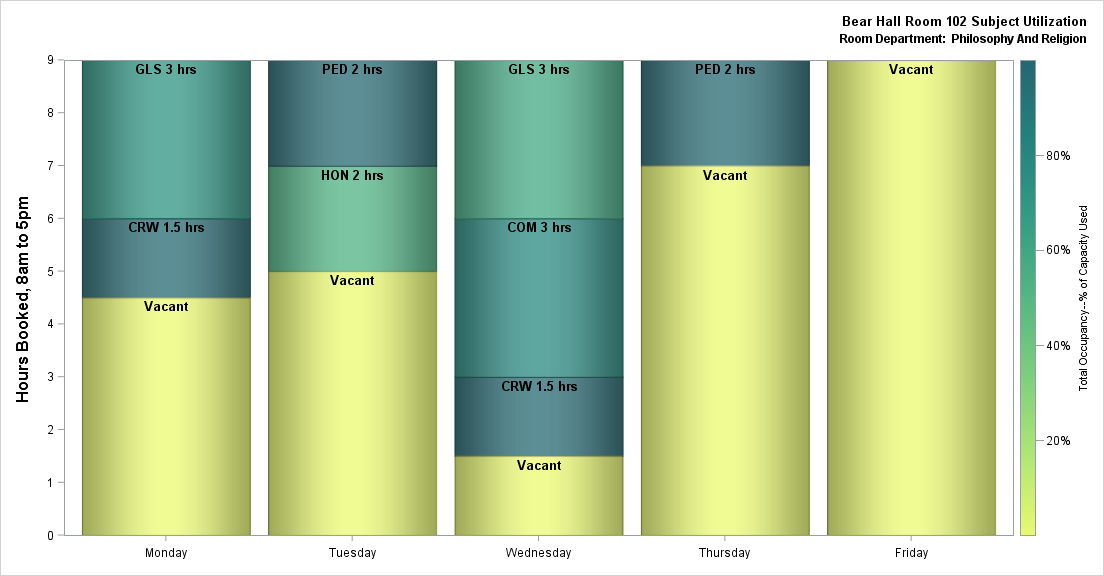 Bear Hall Room 102 Subject Utilization
Room Department: Philosophy And Religion
Hours Booked, 8am to 5pm
9
8
7
6
5
4
3
2
1
0
GLS 3 hrs
CRW 1.5 hrs
Vacant
PED 2 hrs
HON 2 hrs
Vacant
GLS 3 hrs
COM 3 hrs
CRW 1.5 hrs
Vacant
PED 2 hrs
Vacant
Vacant
Monday
Tuesday
Wednesday
Thursday
Friday
80%
60%
40%
20%
Total Occupancy--% of Capacity Used